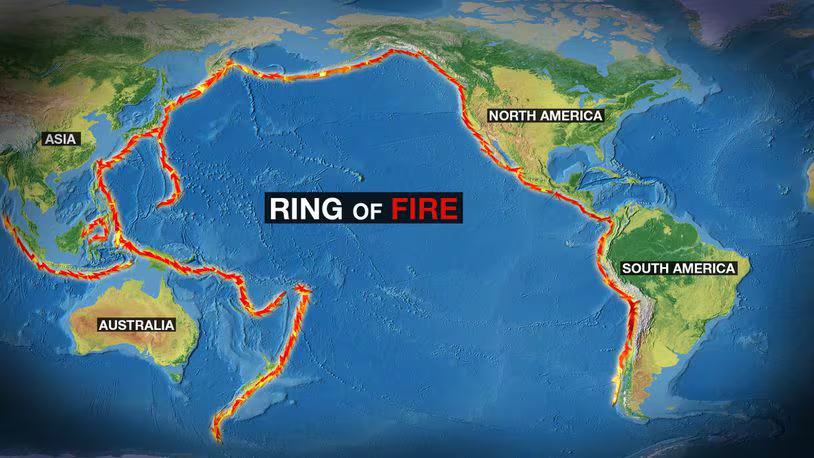 ASIA
NORTH AMERICA
RING OF FIRE
SOUTH AMERICA
AUSTRALIA